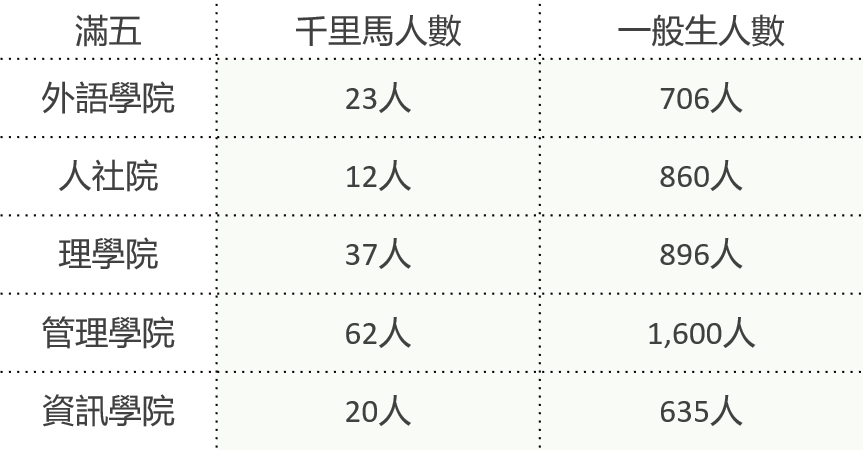 滿五 千里馬人數 一般生人數
外語學院 23人 706人
人社院 12人 860人
理學院 37人 896人
管理學院 62人 1,600人
資訊學院 20人 635人